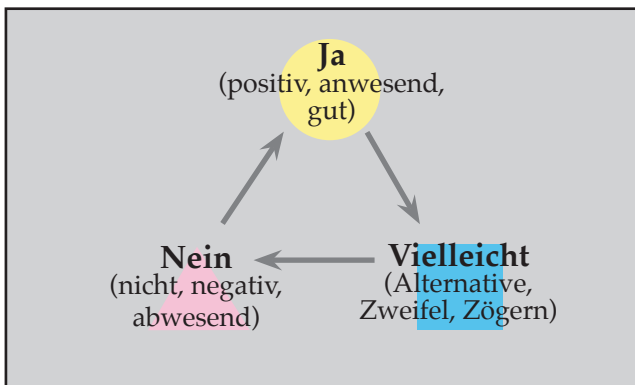 Ja
(positiv, anwesend,
gut)
Nein
(nicht, negativ,
abwesend)
Vielleicht
(Alternative,
Zweifel, Zögern)